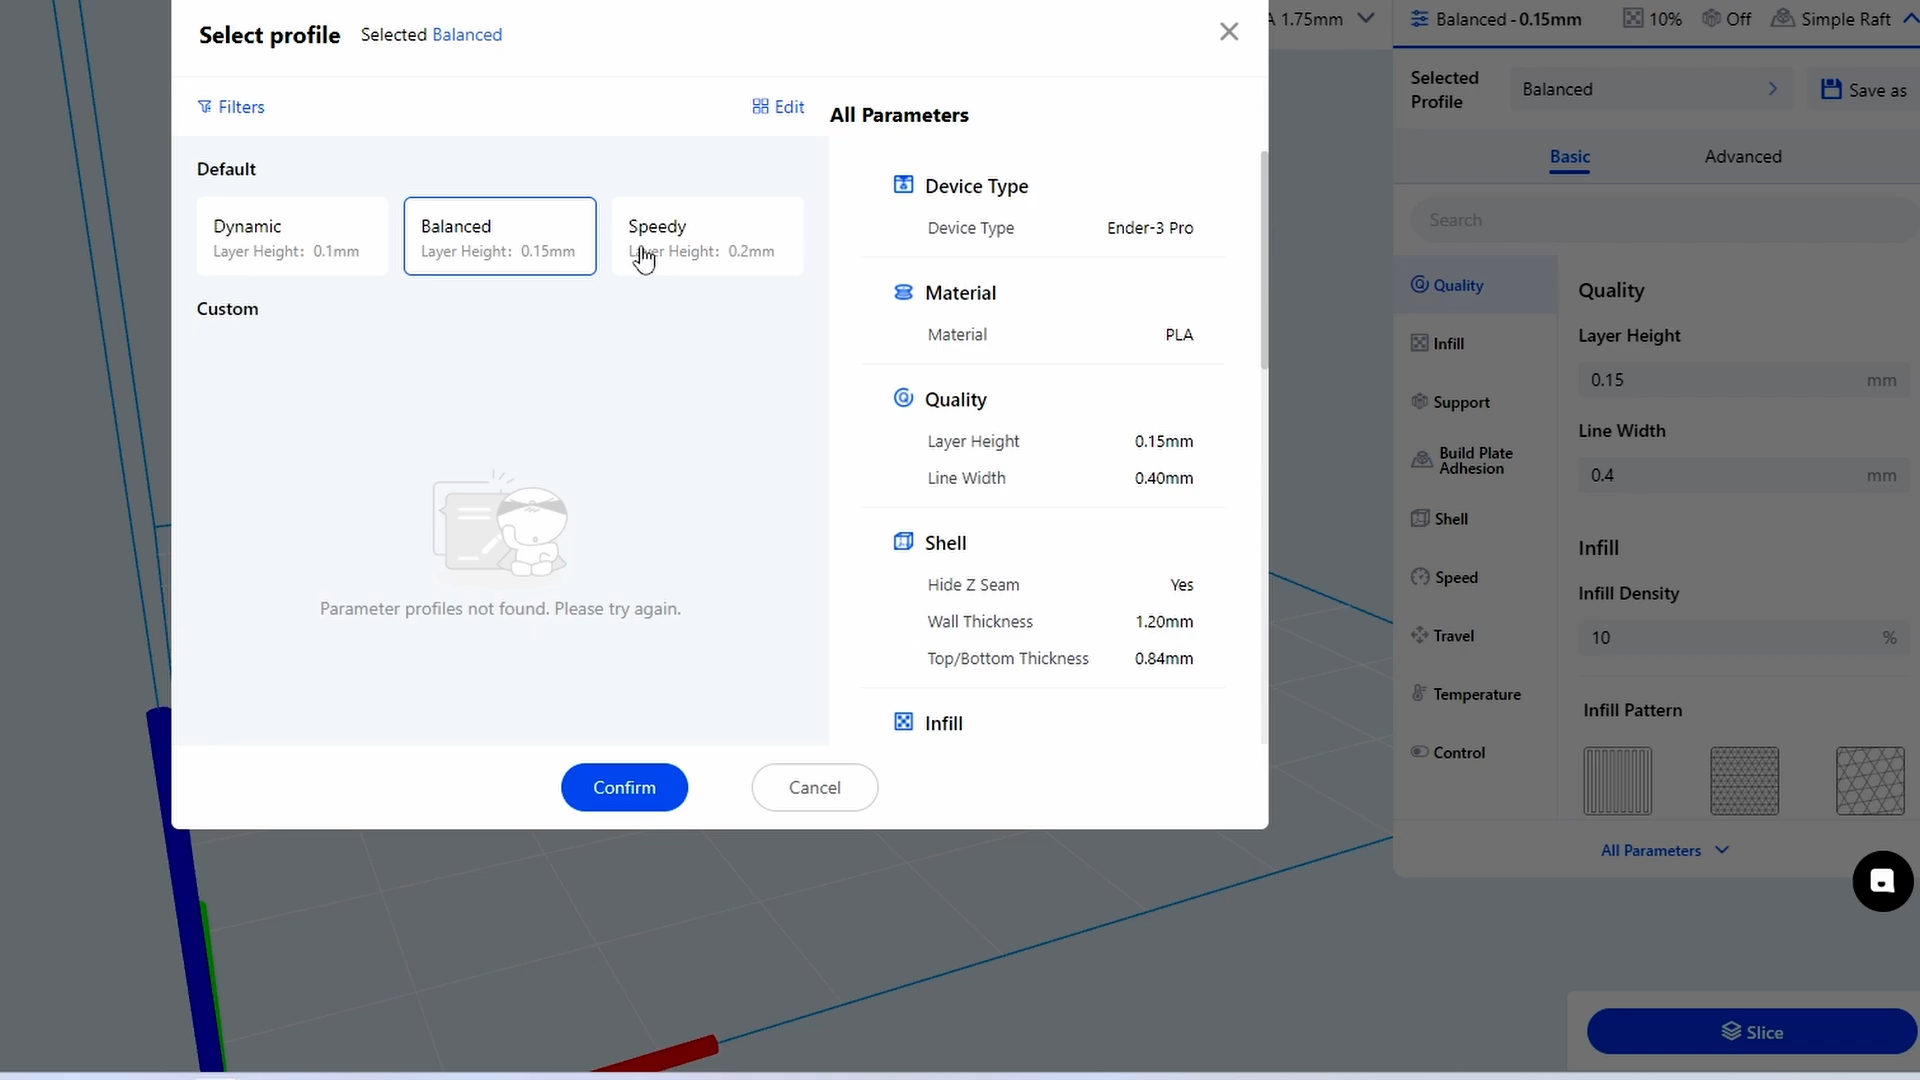 Select profile Selected Balanced
Filters
Edit
Default
Dynamic
Layer Height: 0.1mm
Balanced
Layer Height: 0.15mm
Speedy
Layer Height: 0.2mm
Custom
Parameter profiles not found. Please try again.
All Parameters
Device Type
Device Type Ender-3 Pro
Material
Material PLA
Quality
Layer Height 0.15mm
Line Width 0.40mm
Shell
Hide Z Seam Yes
Wall Thickness 1.20mm
Top/Bottom Thickness 0.84mm
Infill
Confirm
Cancel
1.75mm
Balanced - 0.15mm 10% Off Simple Raft
Selected
Profile
Balanced
Save as
Basic
Advanced
Search
Quality
Infill
Support
Build Plate
Adhesion
Shell
Speed
Travel
Temperature
Control
Quality
Layer Height
0.15 mm
Line Width
0.4 mm
Infill
Infill Density
10 %
Infill Pattern
All Parameters
Slice